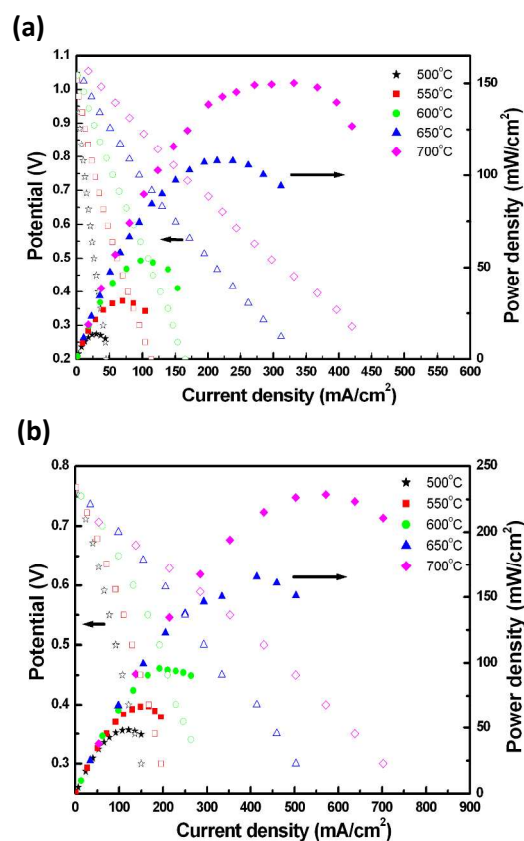 (a)
1.1
1.0
0.9
0.8
0.7
0.6
0.5
0.4
0.3
0.2
Potential (V)
500°C
550°C
600°C
650°C
700°C
150
100
50
0
Power density (mW/cm²)
0 50 100 150 200 250 300 350 400 450 500 550 600
Current density (mA/cm²)
(b)
0.8
0.7
0.6
0.5
0.4
0.3
Potential (V)
500°C
550°C
600°C
650°C
700°C
250
200
150
100
50
0
Power density (mW/cm²)
0 100 200 300 400 500 600 700 800 900
Current density (mA/cm²)